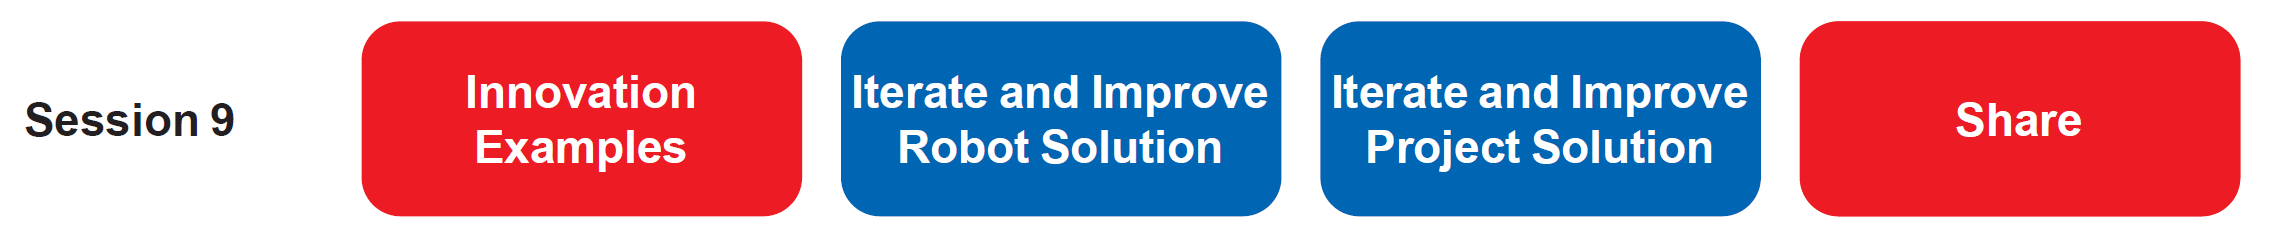 Session 9
Innovation
Examples
Iterate and Improve
Robot Solution
Iterate and Improve
Project Solution
Share